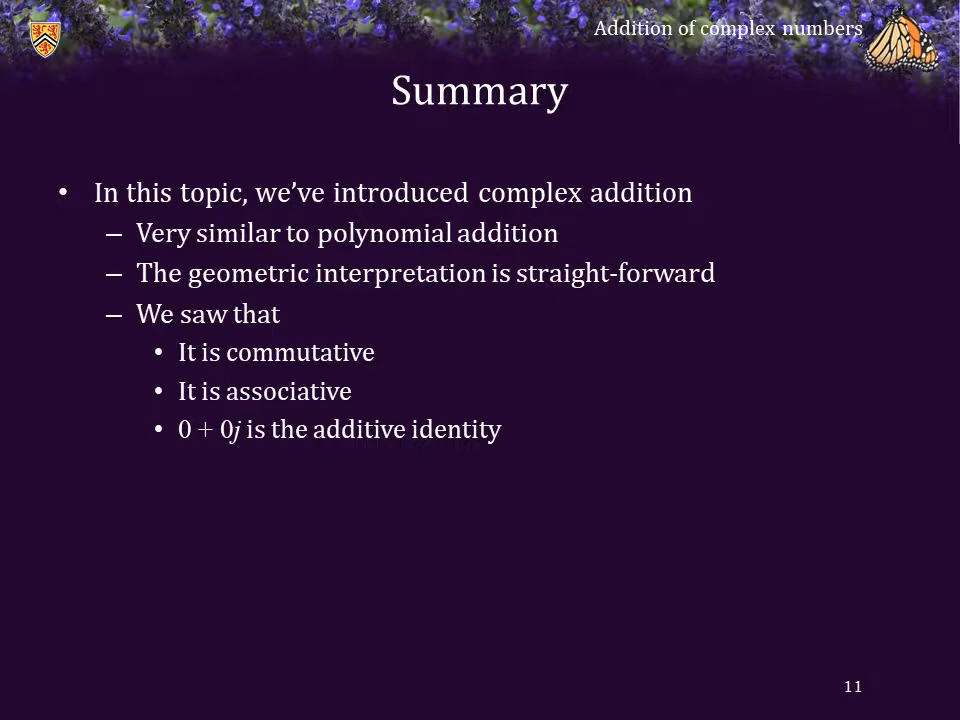 Addition of complex numbers
Summary
• In this topic, we’ve introduced complex addition
– Very similar to polynomial addition
– The geometric interpretation is straight-forward
– We saw that
• It is commutative
• It is associative
• 0 + 0j is the additive identity
11